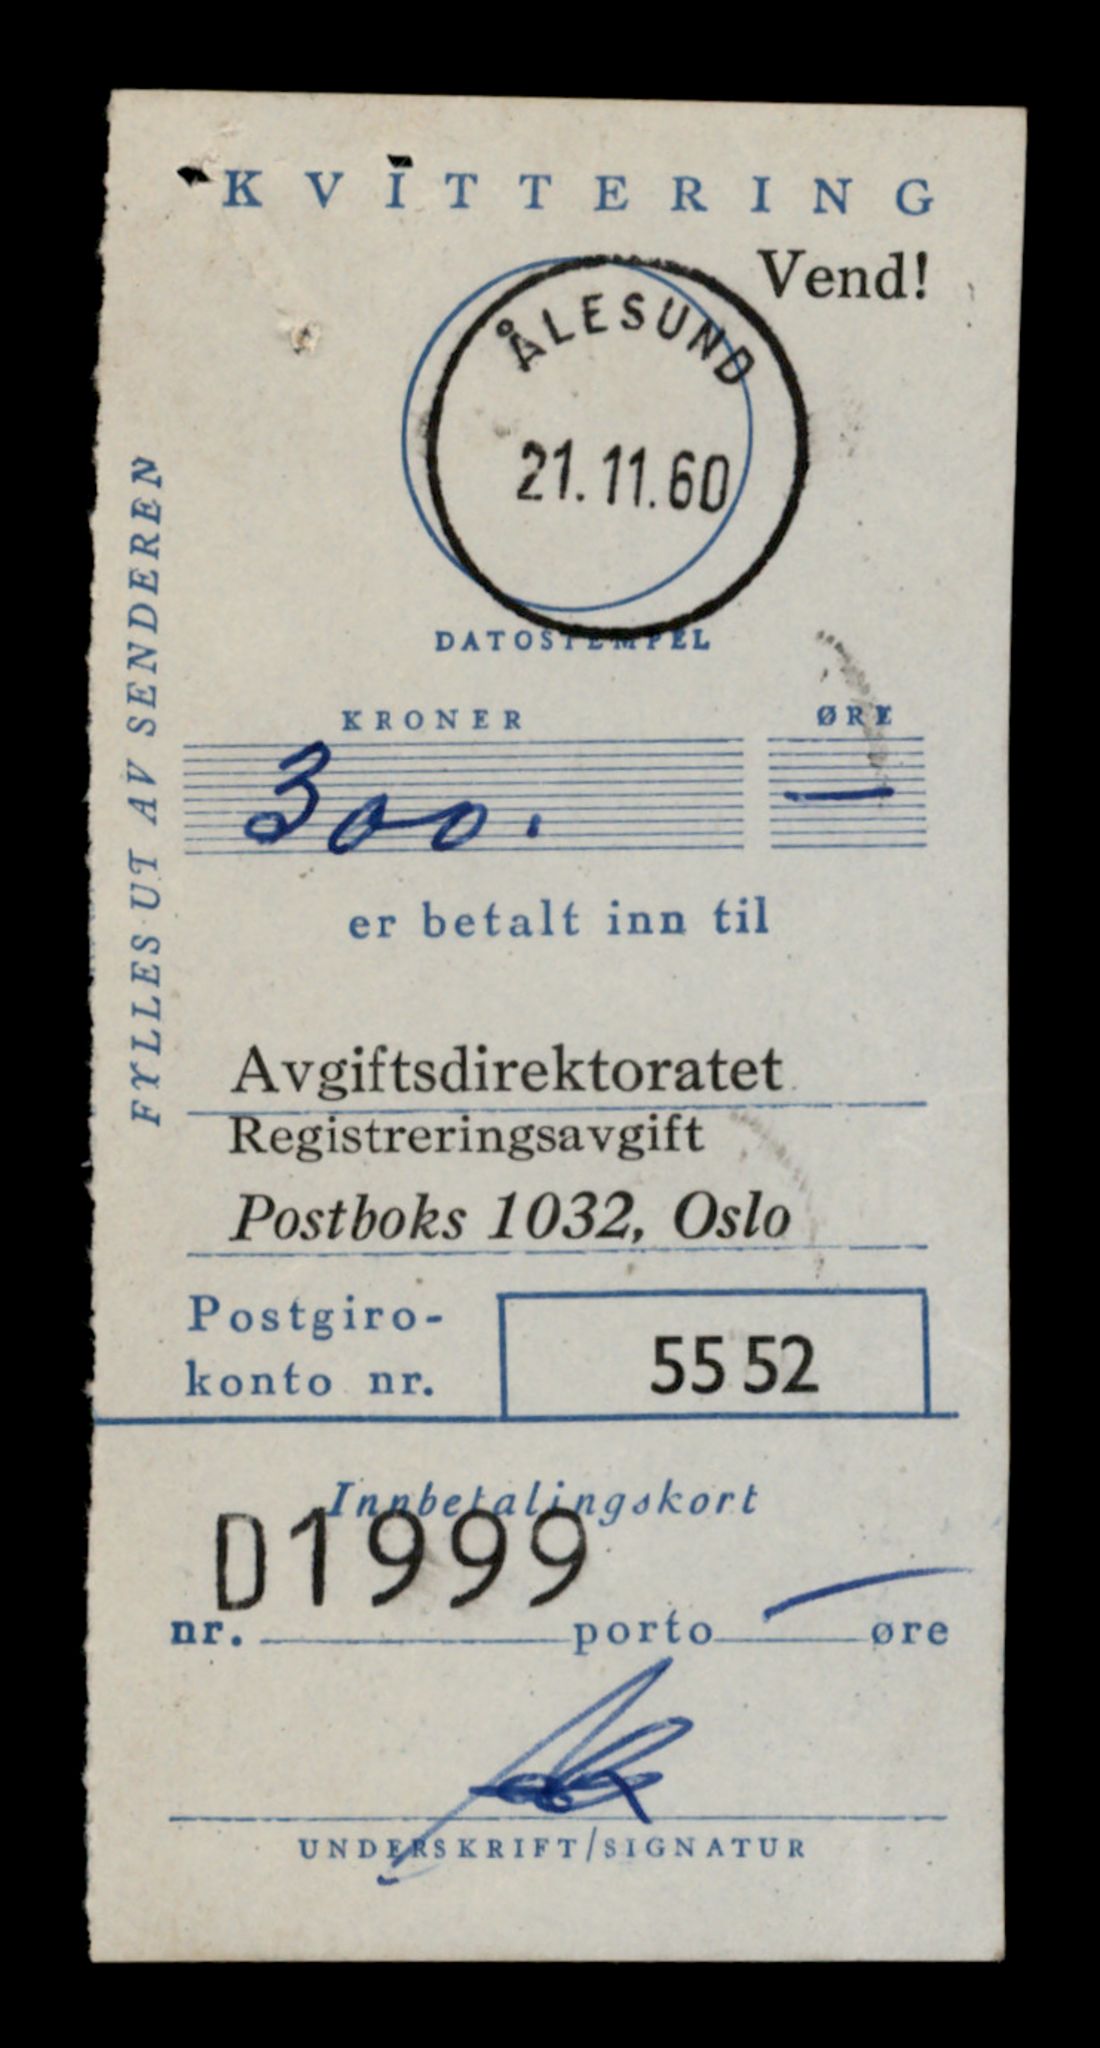 KVITTERING
Vend!
ÅLESUND
21.11.60
DATOSTEMPEL
FYLLES UT AV SENDEREN
KRONER ØRE
300. —
er betalt inn til
Avgiftsdirektoratet
Registreringsavgift
Postboks 1032, Oslo
Postgiro-
konto nr. 55 52
Innbetalingskort
D1999
nr. porto — øre
UNDERSKRIFT/SIGNATUR